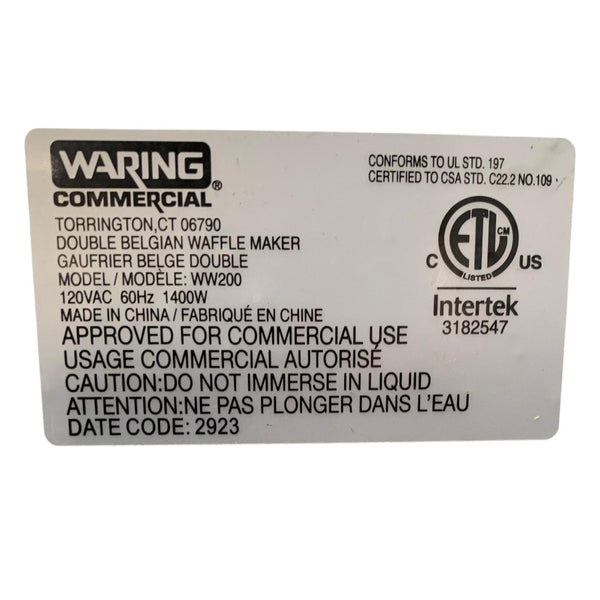 WARING
COMMERCIAL®
TORRINGTON,CT 06790
DOUBLE BELGIAN WAFFLE MAKER
GAUFRIER BELGE DOUBLE
MODEL / MODÈLE: WW200
120VAC 60Hz 1400W
MADE IN CHINA / FABRIQUÉ EN CHINE
APPROVED FOR COMMERCIAL USE
USAGE COMMERCIAL AUTORISÉ
CAUTION:DO NOT IMMERSE IN LIQUID
ATTENTION:NE PAS PLONGER DANS L'EAU
DATE CODE: 2923
CONFORMS TO UL STD. 197
CERTIFIED TO CSA STD. C22.2 NO.109
ETL CM
C LISTED US
Intertek
3182547